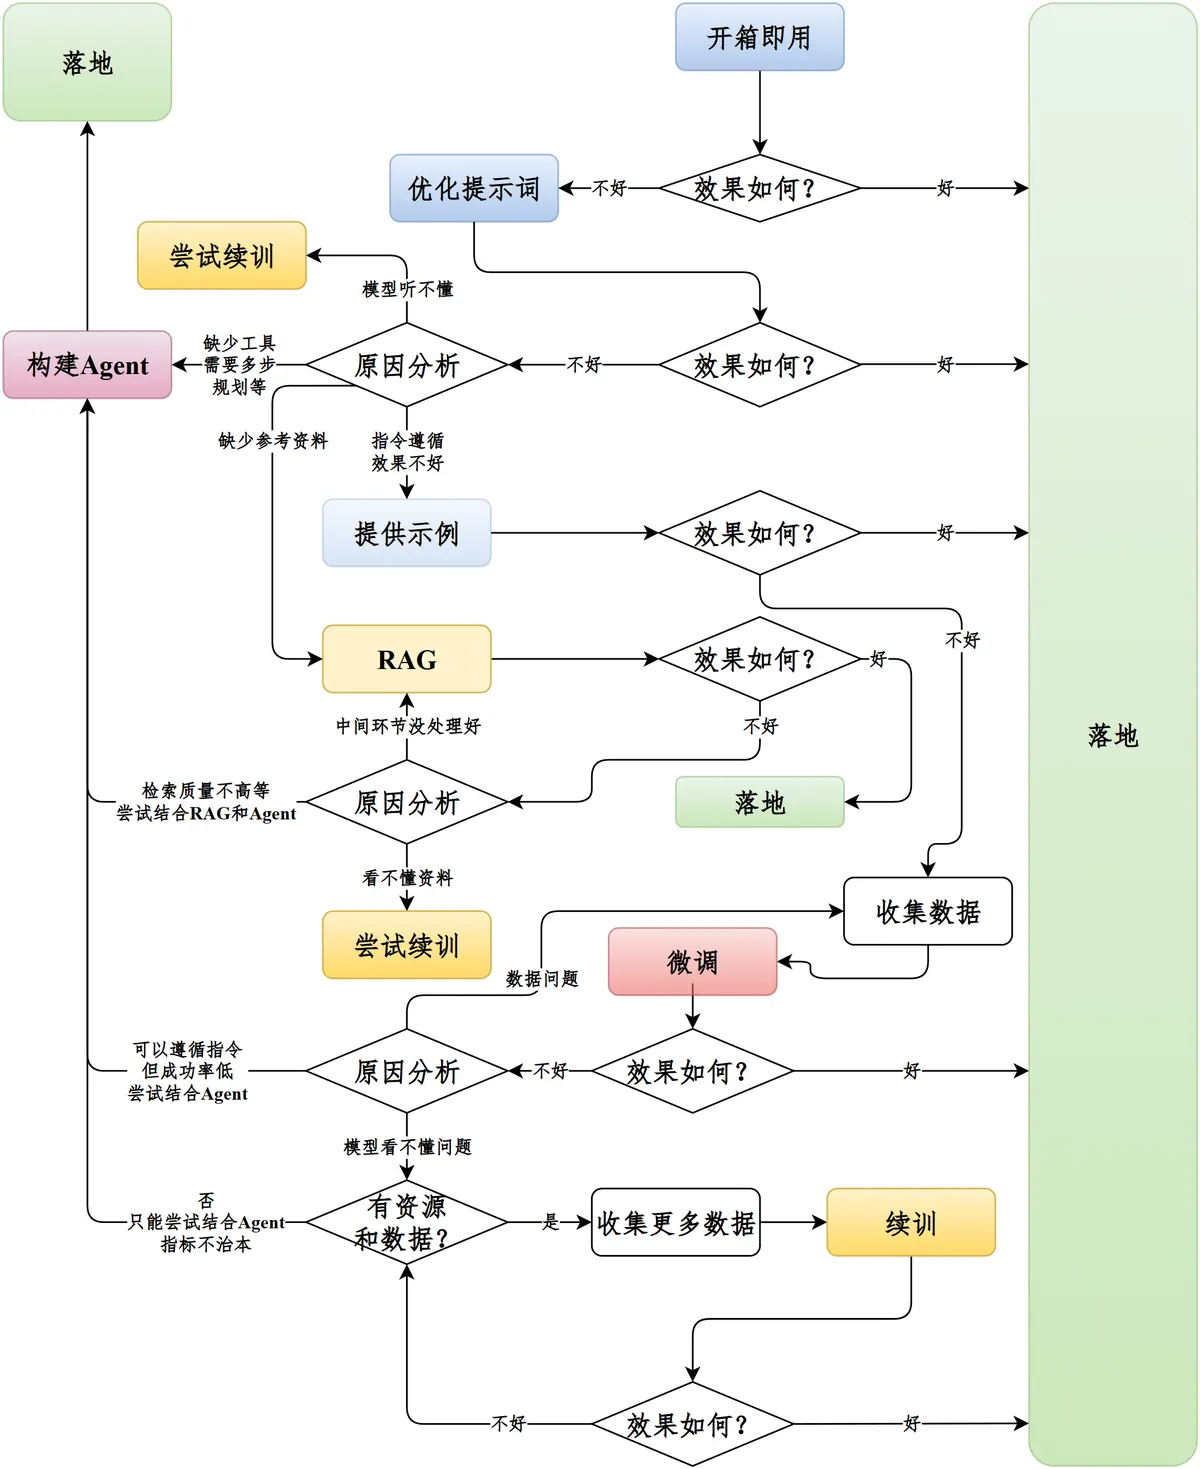 落地
开箱即用
优化提示词
不好
效果如何？
好
尝试续训
模型听不懂
构建Agent
缺少工具
需要多步
规划等
原因分析
不好
效果如何？
好
缺少参考资料
指令遵循
效果不好
提供示例
效果如何？
好
不好
RAG
效果如何？
好
中间环节没处理好
不好
落地
检索质量不高等
尝试结合RAG和Agent
原因分析
落地
看不懂资料
尝试续训
收集数据
数据问题
微调
可以遵循指令
但成功率低
尝试结合Agent
原因分析
不好
效果如何？
好
模型看不懂问题
否
只能尝试结合Agent
指标不治本
有资源
和数据？
是
收集更多数据
续训
不好
效果如何？
好